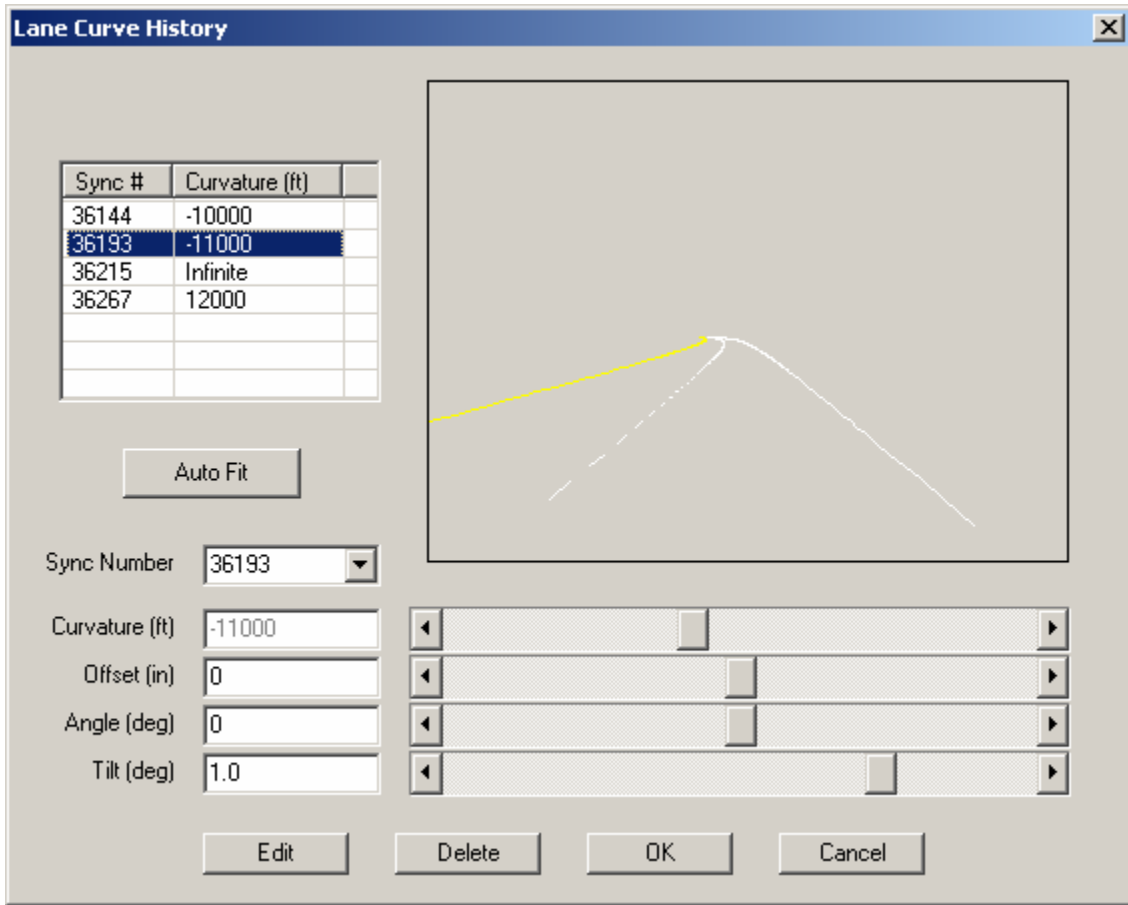 Lane Curve History
Sync # Curvature (ft)
36144 -10000
36193 -11000
36215 Infinite
36267 12000
Auto Fit
Sync Number 36193
Curvature (ft) -11000
Offset (in) 0
Angle (deg) 0
Tilt (deg) 1.0
Edit Delete OK Cancel